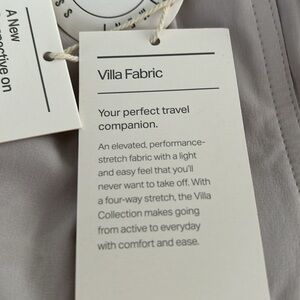 A New
Villa Fabric
Your perfect travel
companion.
An elevated, performance-
stretch fabric with a light
and easy feel that you'll
never want to take off. With
a four-way stretch, the Villa
Collection makes going
from active to everyday
with comfort and ease.